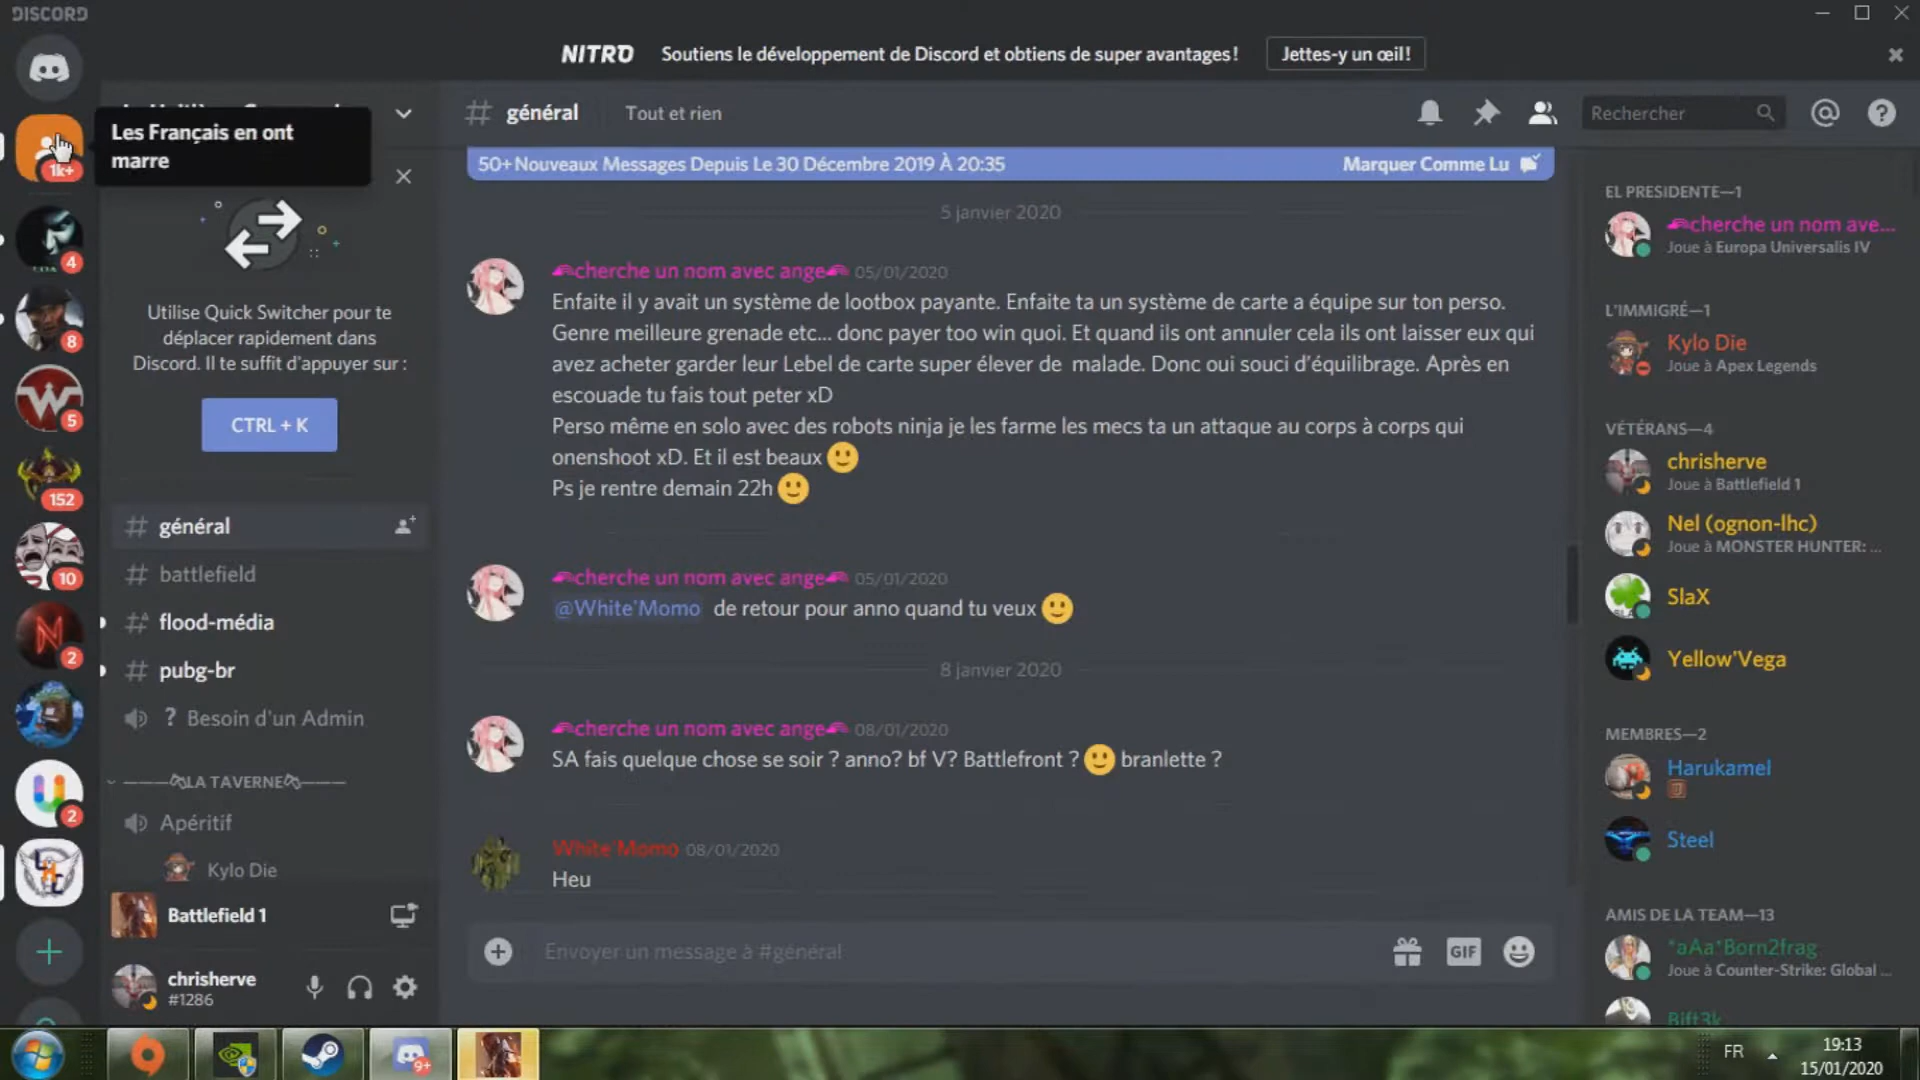 DISCORD
NITRO Soutiens le développement de Discord et obtiens de super avantages! Jettes-y un œil!
Les Français en ont
marre
1k+
4
8
5
152
10
N
2
2
Utilise Quick Switcher pour te
déplacer rapidement dans
Discord. Il te suffit d'appuyer sur :
CTRL + K
# général
# battlefield
# flood-média
# pubg-br
? Besoin d'un Admin
LA TAVERNE
Apéritif
Kylo Die
Battlefield 1
chrisherve
#1286
# général Tout et rien
Rechercher
50+ Nouveaux Messages Depuis Le 30 Décembre 2019 À 20:35 Marquer Comme Lu
5 janvier 2020
cherche un nom avec ange 05/01/2020
Enfaite il y avait un système de lootbox payante. Enfaite ta un système de carte a équipe sur ton perso.
Genre meilleure grenade etc... donc payer too win quoi. Et quand ils ont annuler cela ils ont laisser eux qui
avez acheter garder leur Lebel de carte super élever de malade. Donc oui souci d'équilibrage. Après en
escouade tu fais tout peter xD
Perso même en solo avec des robots ninja je les farme les mecs ta un attaque au corps à corps qui
onenshoot xD. Et il est beaux 🙂
Ps je rentre demain 22h 🙂
cherche un nom avec ange 05/01/2020
@White'Momo de retour pour anno quand tu veux 🙂
8 janvier 2020
cherche un nom avec ange 08/01/2020
SA fais quelque chose se soir ? anno? bf V? Battlefront ? 🙂 branlette ?
White'Momo 08/01/2020
Heu
Envoyer un message à #général
GIF
EL PRESIDENTE—1
cherche un nom ave...
Joue à Europa Universalis IV
L'IMMIGRÉ—1
Kylo Die
Joue à Apex Legends
VÉTÉRANS—4
chrisherve
Joue à Battlefield 1
Nel (ognon-lhc)
Joue à MONSTER HUNTER: ...
SlaX
Yellow'Vega
MEMBRES—2
Harukamel
Steel
AMIS DE LA TEAM—13
*aAa*Born2frag
Joue à Counter-Strike: Global ...
Bift3k
9+
FR
19:13
15/01/2020